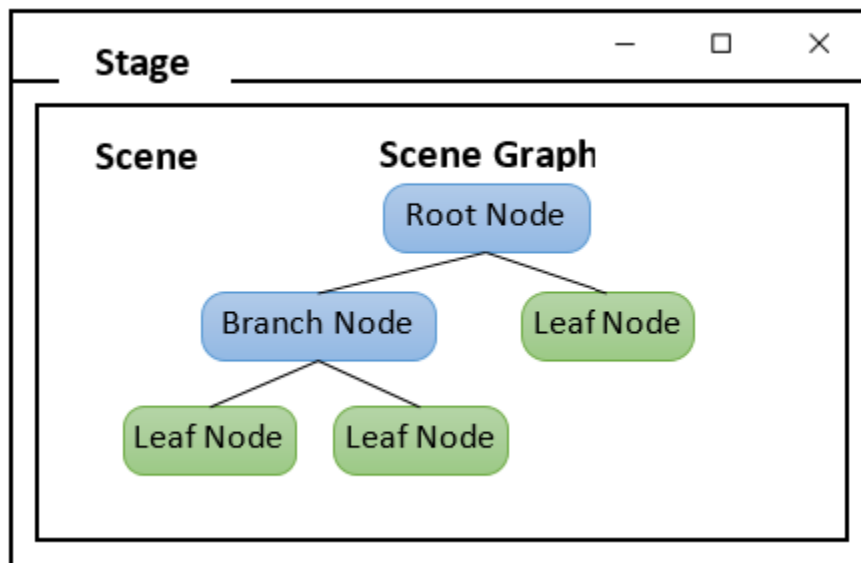 Stage
Scene
Scene Graph
Root Node
Branch Node
Leaf Node
Leaf Node
Leaf Node